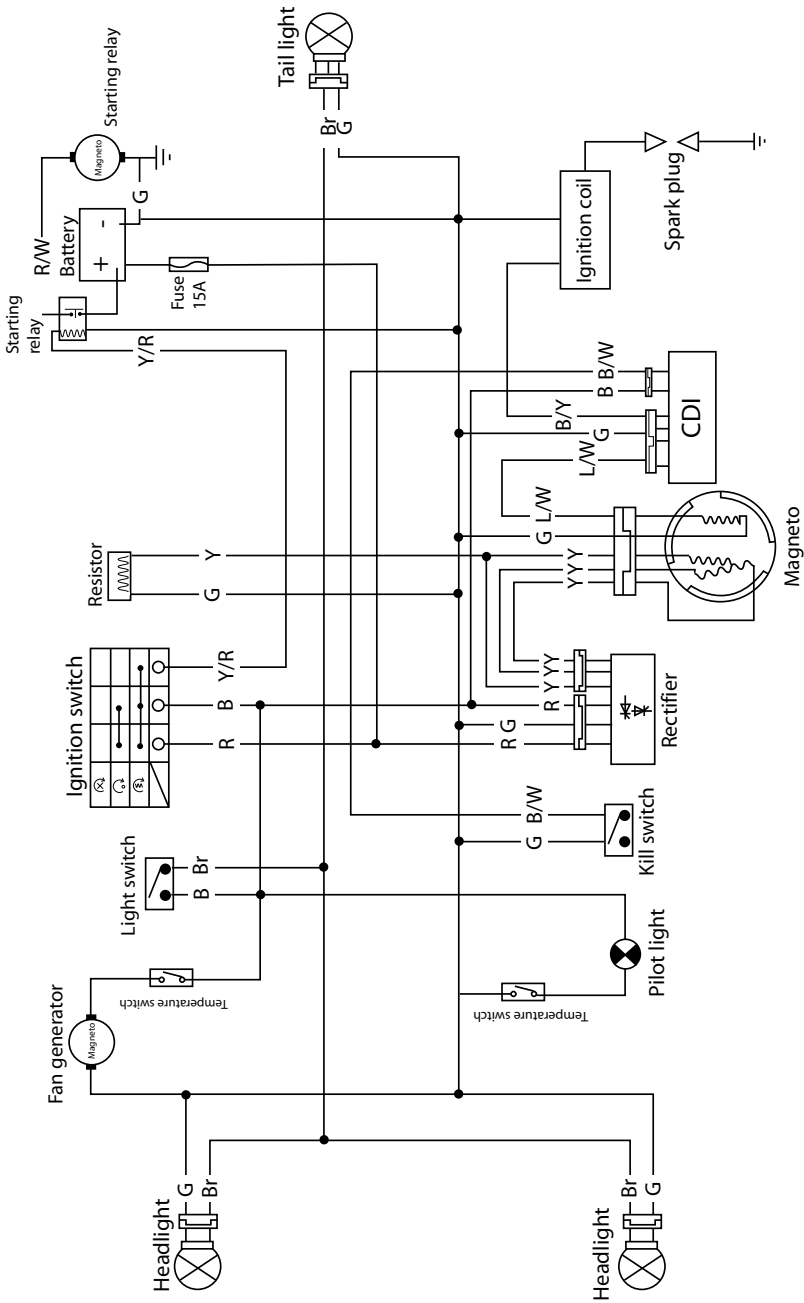 Starting relay
Magneto
R/W
Battery
-
+
G
Fuse
15A
Starting
relay
Y/R
Tail light
Br
G
Ignition coil
Spark plug
B/W
B
B/Y
G
L/W
CDI
L/W
G
Y
Y
Y
Magneto
Resistor
Y
G
Ignition switch
Y/R
B
R
Y
Y
Y
R
G
R
Rectifier
B/W
G
Kill switch
Light switch
Br
B
Temperature switch
Fan generator
Magneto
Temperature switch
Pilot light
Headlight
G
Br
Headlight
Br
G